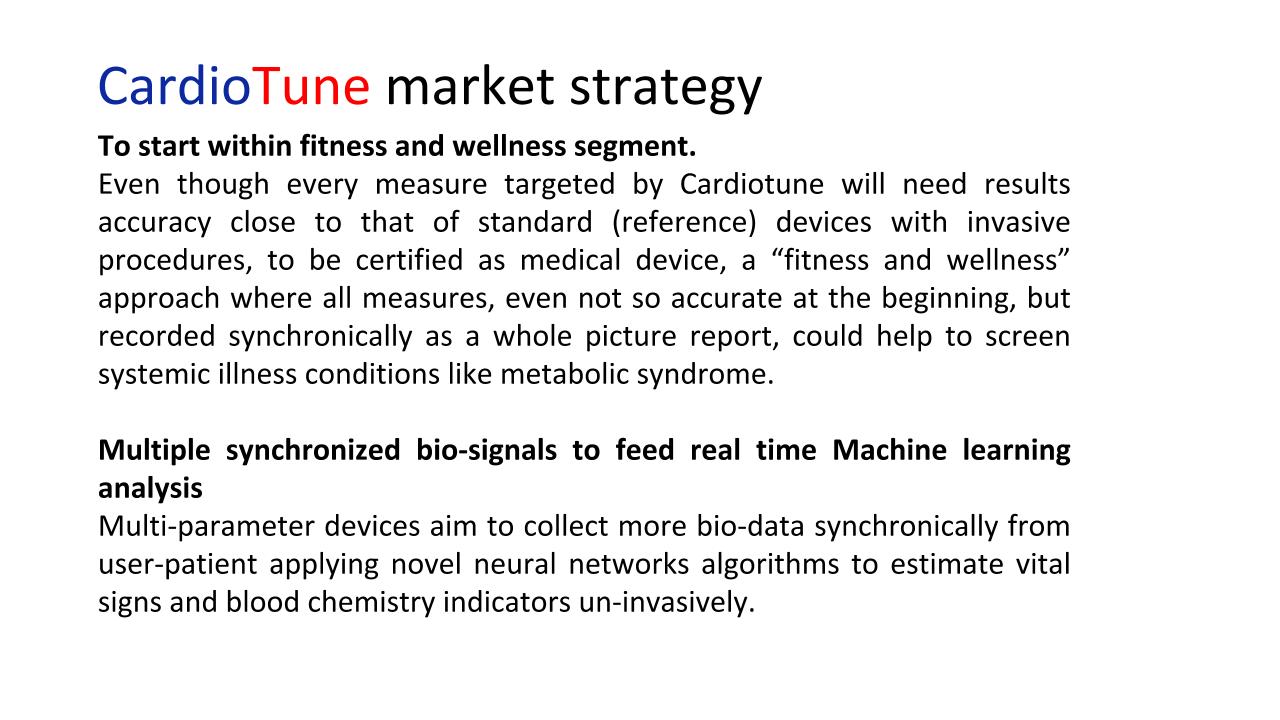 CardioTune market strategy
To start within fitness and wellness segment.
Even though every measure targeted by Cardiotune will need results
accuracy close to that of standard (reference) devices with invasive
procedures, to be certified as medical device, a “fitness and wellness”
approach where all measures, even not so accurate at the beginning, but
recorded synchronically as a whole picture report, could help to screen
systemic illness conditions like metabolic syndrome.
Multiple synchronized bio-signals to feed real time Machine learning
analysis
Multi-parameter devices aim to collect more bio-data synchronically from
user-patient applying novel neural networks algorithms to estimate vital
signs and blood chemistry indicators un-invasively.